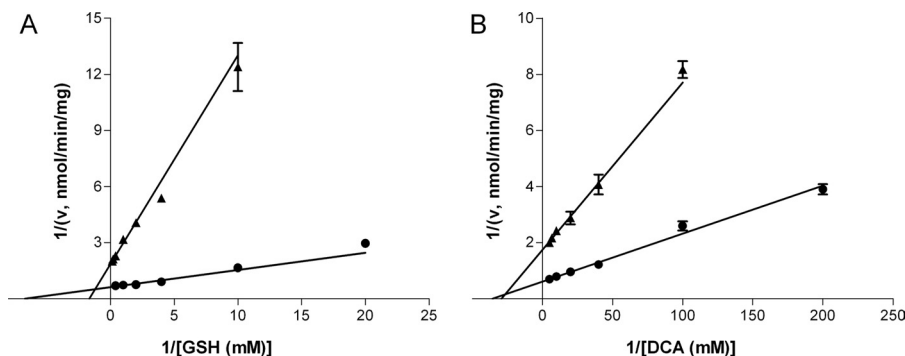 A
15
12
9
6
3
1/(v, nmol/min/mg)
0 5 10 15 20 25
1/[GSH (mM)]
B
10
8
6
4
2
1/(v, nmol/min/mg)
0 50 100 150 200 250
1/[DCA (mM)]